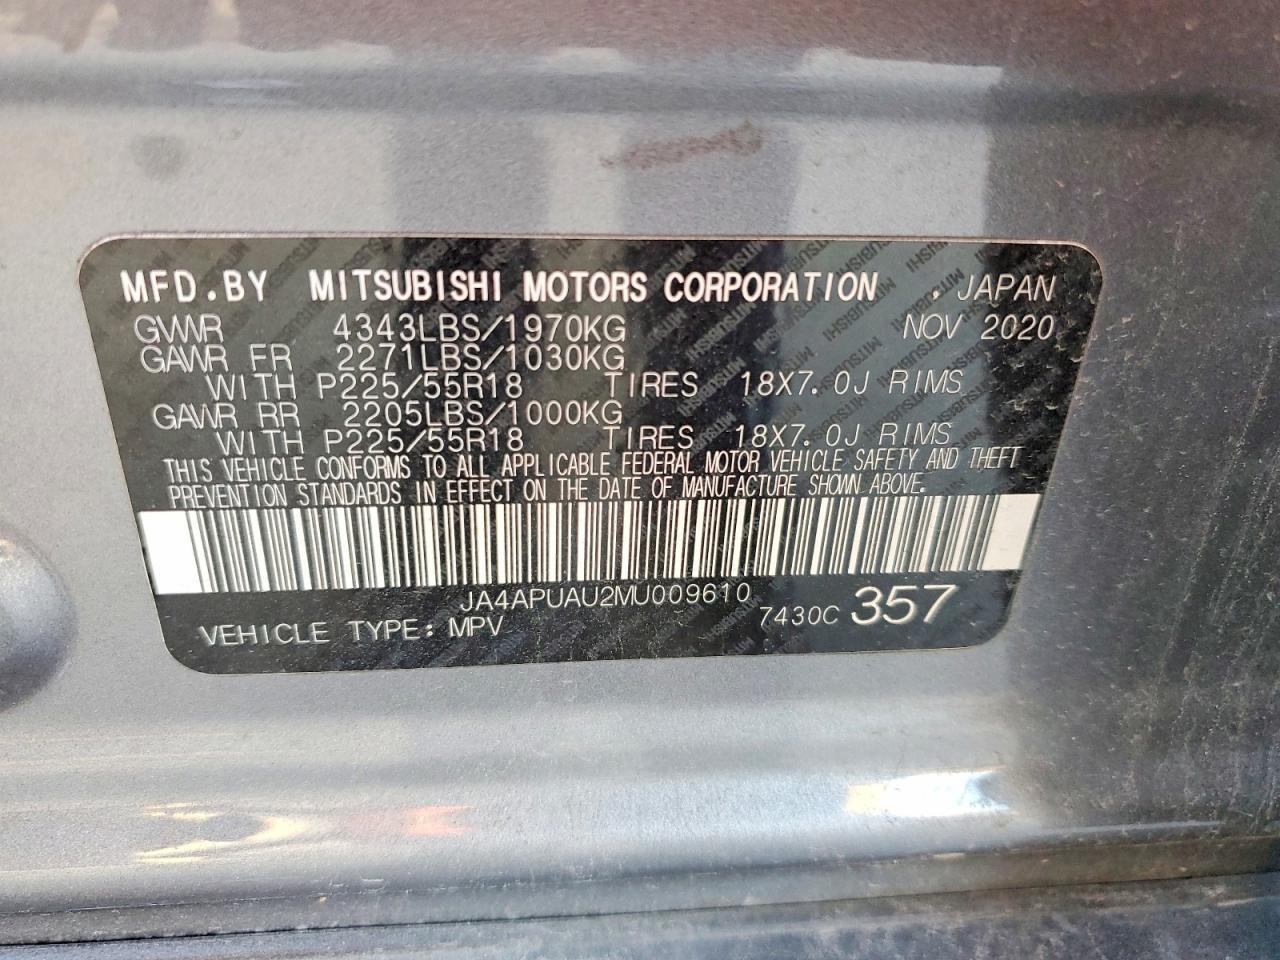 MFD.BY MITSUBISHI MOTORS CORPORATION . JAPAN
GVWR 4343LBS/1970KG NOV 2020
GAWR FR 2271LBS/1030KG
WITH P225/55R18 TIRES 18X7.0J RIMS
GAWR RR 2205LBS/1000KG
WITH P225/55R18 TIRES 18X7.0J RIMS
THIS VEHICLE CONFORMS TO ALL APPLICABLE FEDERAL MOTOR VEHICLE SAFETY AND THEFT
PREVENTION STANDARDS IN EFFECT ON THE DATE OF MANUFACTURE SHOWN ABOVE.
JA4APUAU2MU009610
7430C 357
VEHICLE TYPE: MPV